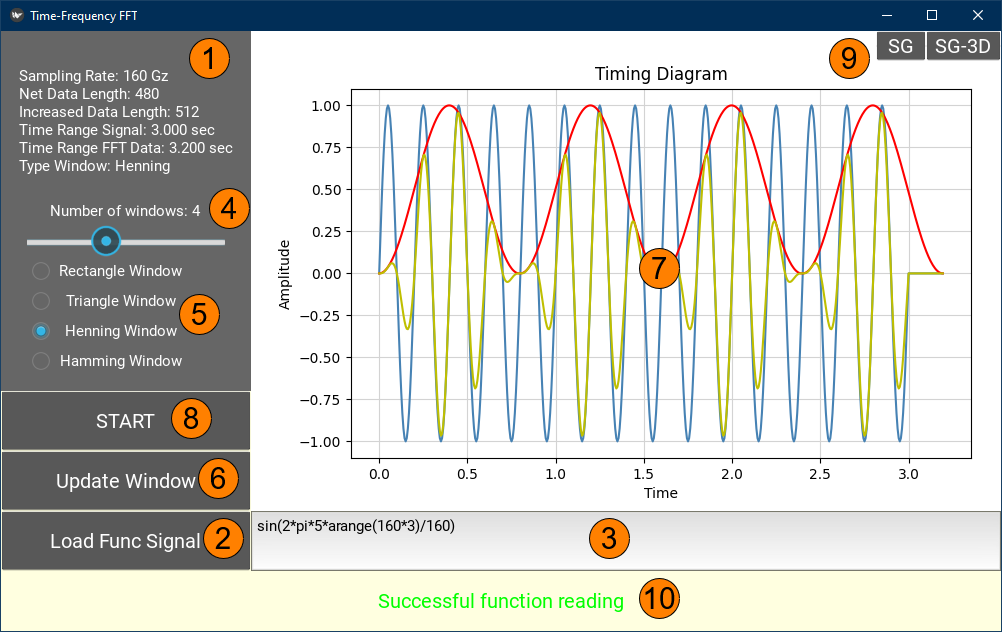 Time-Frequency FFT
1
Sampling Rate: 160 Gz
Net Data Length: 480
Increased Data Length: 512
Time Range Signal: 3.000 sec
Time Range FFT Data: 3.200 sec
Type Window: Henning
Number of windows: 4
4
Rectangle Window
Triangle Window
Henning Window
5
Hamming Window
START
8
Update Window
6
Load Func Signal
2
9
SG
SG-3D
Timing Diagram
Amplitude
1.00
0.75
0.50
0.25
0.00
−0.25
−0.50
−0.75
−1.00
7
0.0 0.5 1.0 1.5 2.0 2.5 3.0
Time
sin(2*pi*5*arange(160*3)/160)
3
Successful function reading
10